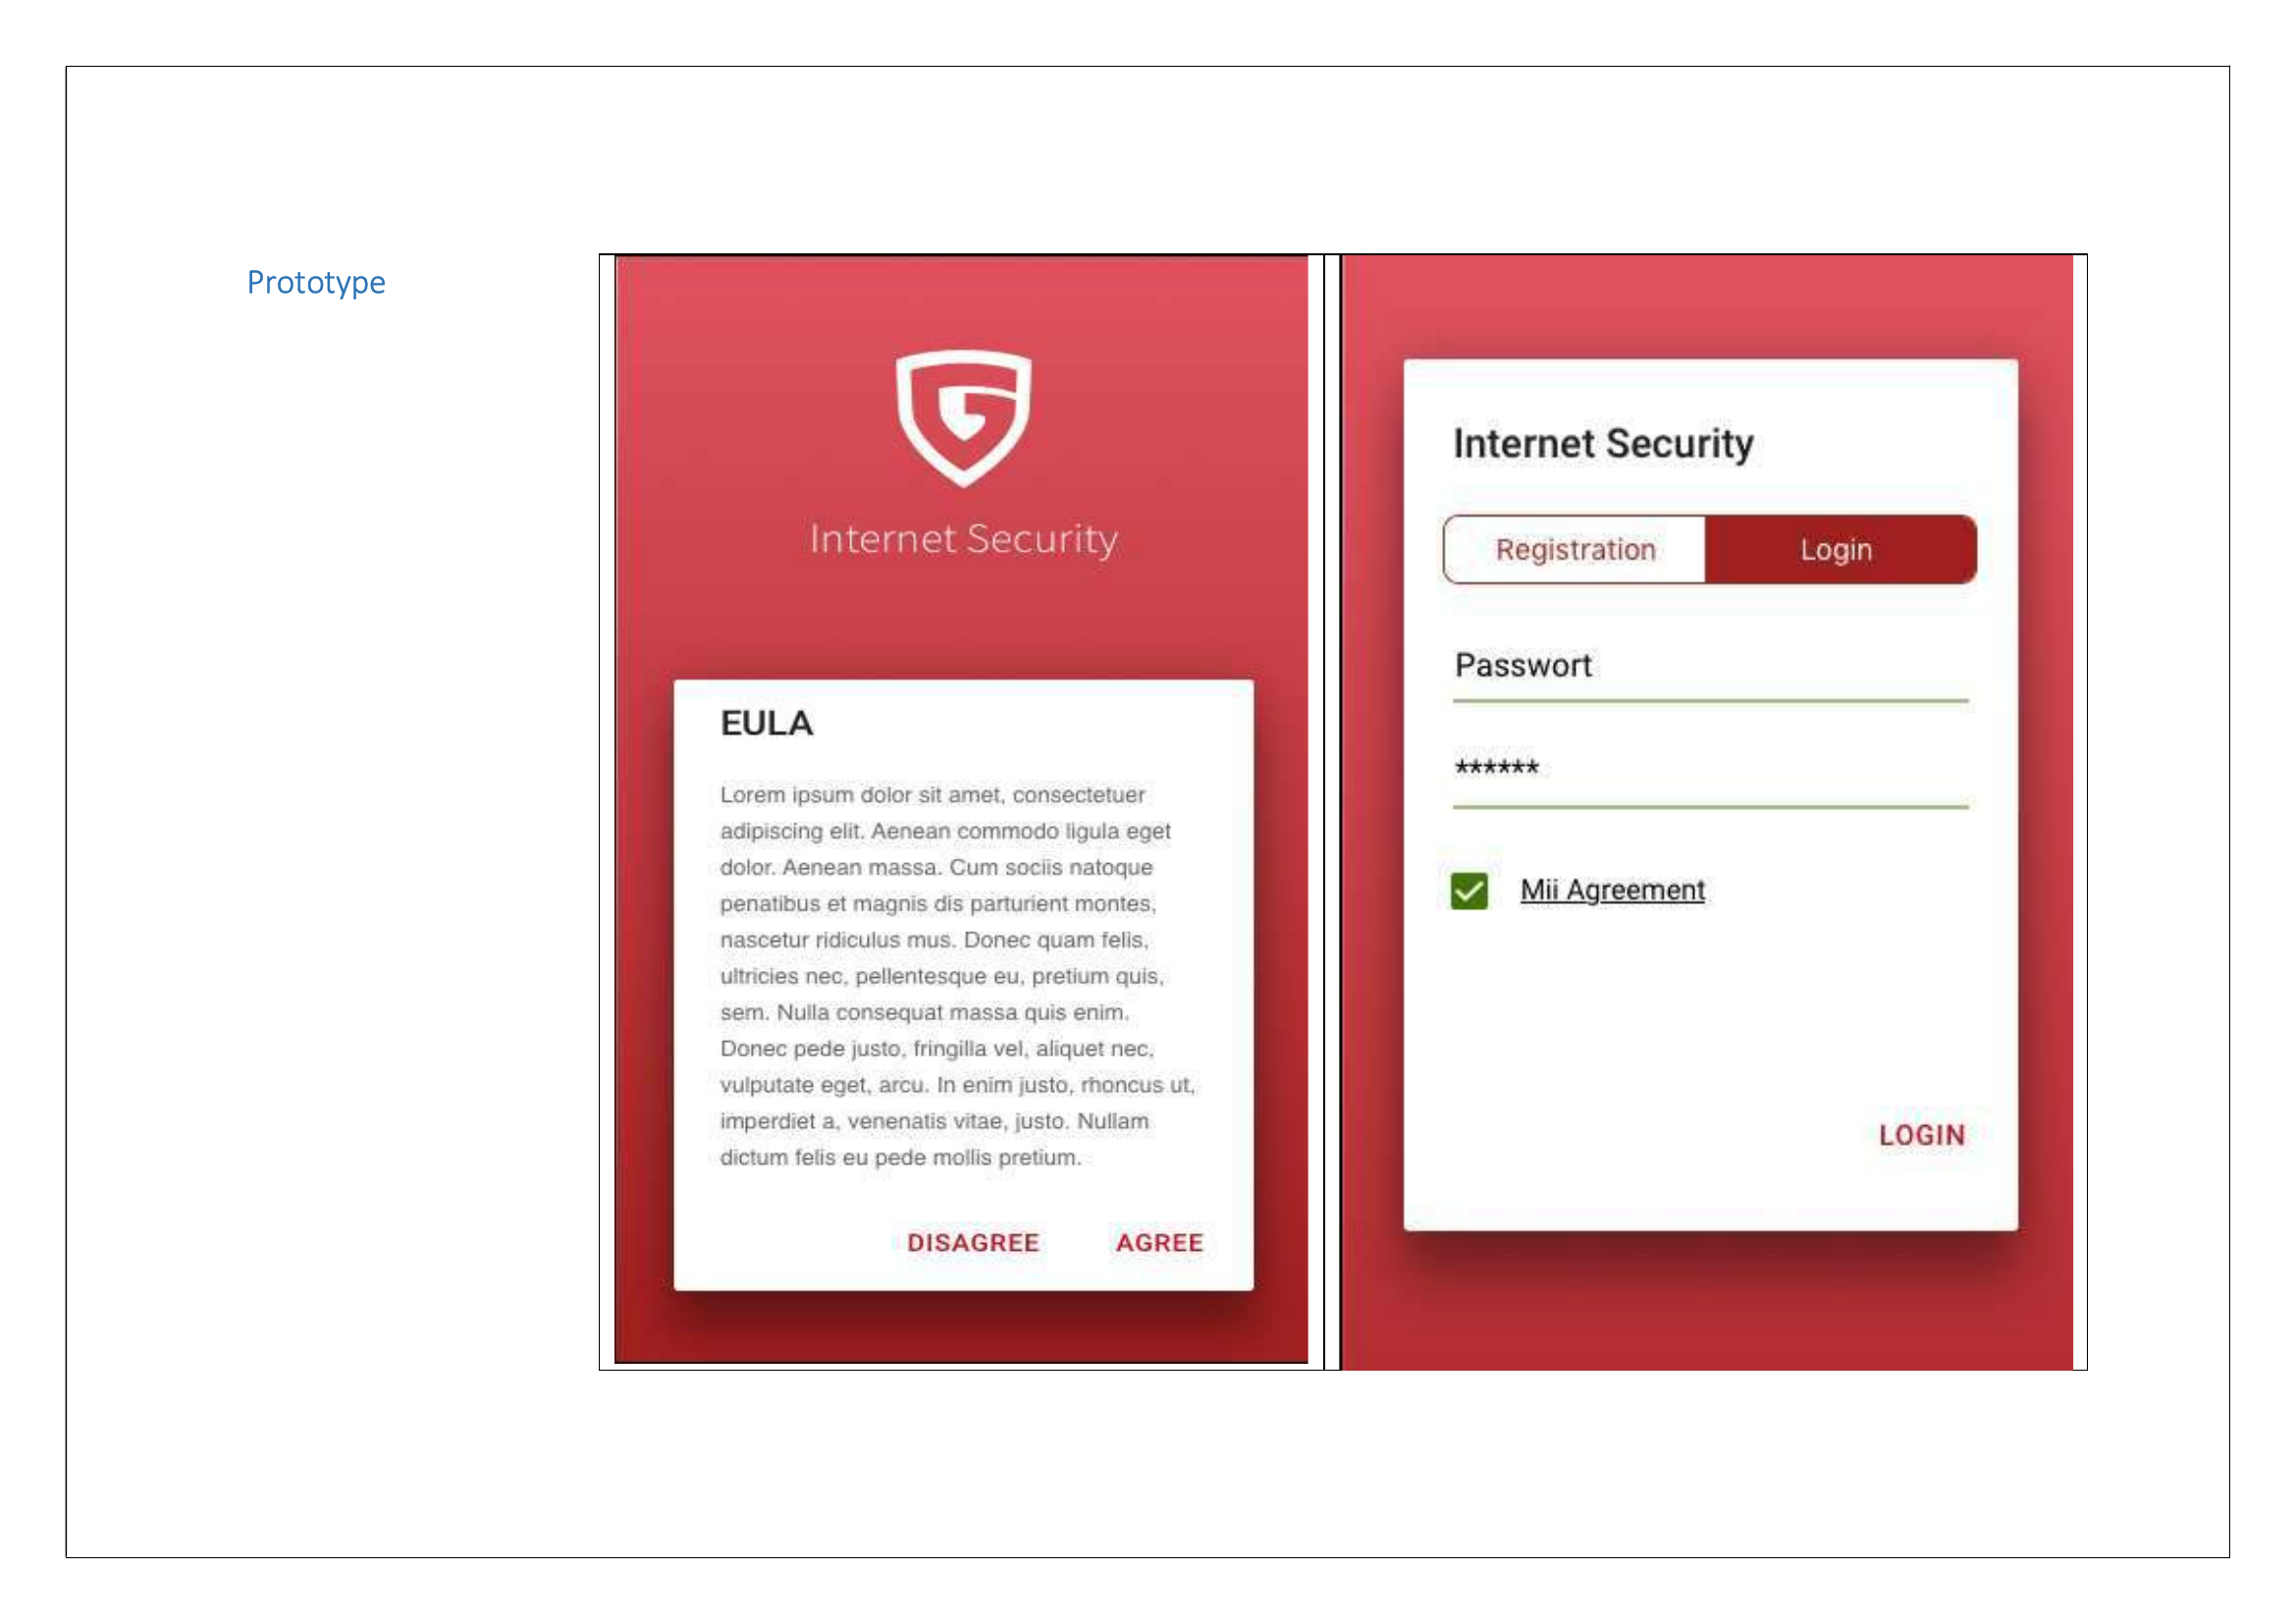 Prototype
Internet Security
EULA
Lorem ipsum dolor sit amet, consectetuer
adipiscing elit. Aenean commodo ligula eget
dolor. Aenean massa. Cum sociis natoque
penatibus et magnis dis parturient montes,
nascetur ridiculus mus. Donec quam felis,
ultricies nec, pellentesque eu, pretium quis,
sem. Nulla consequat massa quis enim.
Donec pede justo, fringilla vel, aliquet nec,
vulputate eget, arcu. In enim justo, rhoncus ut,
imperdiet a, venenatis vitae, justo. Nullam
dictum felis eu pede mollis pretium.
DISAGREE AGREE
Internet Security
Registration Login
Passwort
******
Mii Agreement
LOGIN